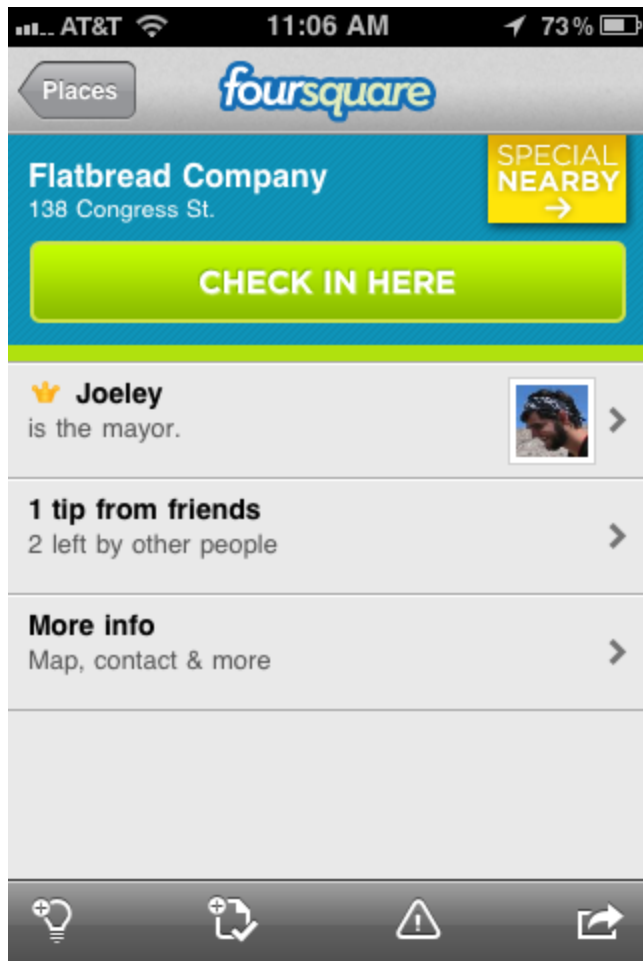 AT&T 11:06 AM 73%
Places foursquare
Flatbread Company
138 Congress St.
SPECIAL
NEARBY
CHECK IN HERE
Joeley
is the mayor.
1 tip from friends
2 left by other people
More info
Map, contact & more